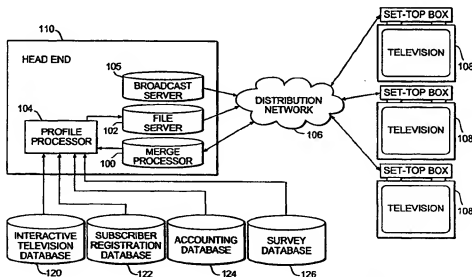 110
HEAD END
105
BROADCAST
SERVER
104
102
FILE
SERVER
PROFILE
PROCESSOR
100
MERGE
PROCESSOR
DISTRIBUTION
NETWORK
106
SET-TOP BOX
TELEVISION
108
SET-TOP BOX
TELEVISION
108
SET-TOP BOX
TELEVISION
108
INTERACTIVE
TELEVISION
DATABASE
120
SUBSCRIBER
REGISTRATION
DATABASE
122
ACCOUNTING
DATABASE
124
SURVEY
DATABASE
126